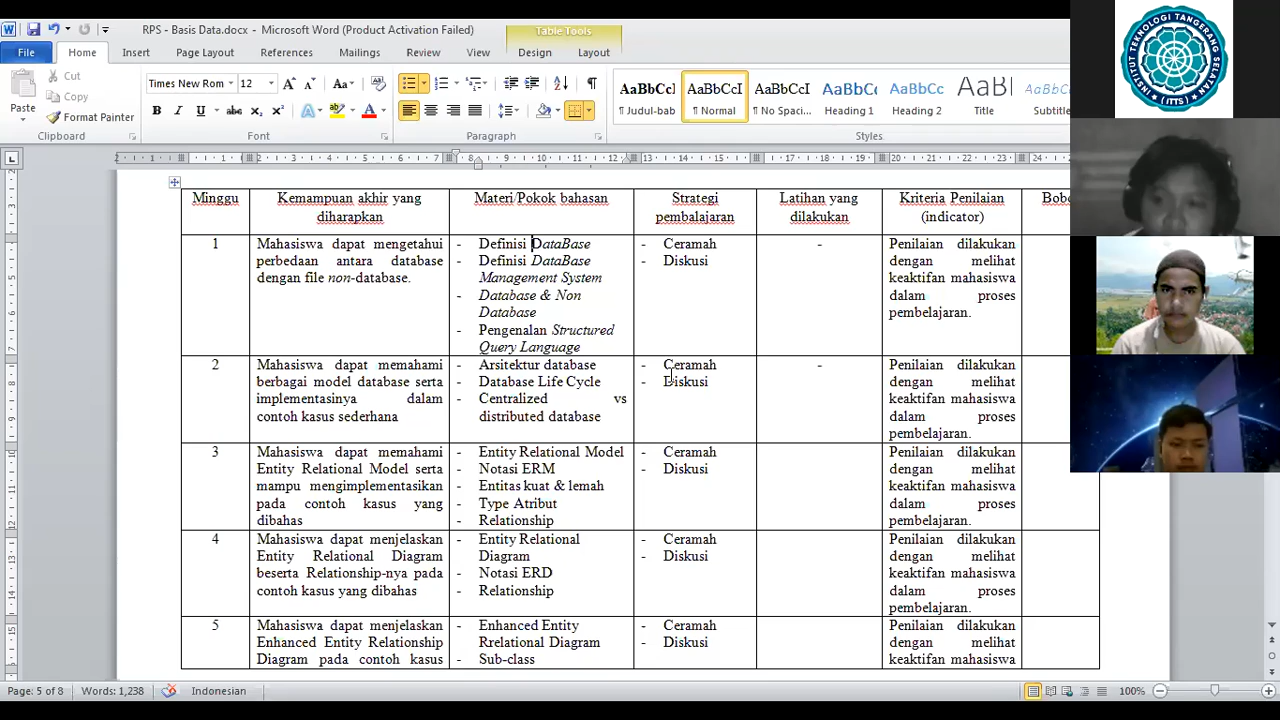 RPS - Basis Data.docx - Microsoft Word (Product Activation Failed)
Table Tools
File Home Insert Page Layout References Mailings Review View Design Layout
Paste
Cut
Copy
Format Painter
Clipboard
Times New Rom 12
Font
Paragraph
AaBbCcI AaBbCcI AaBbCcI AaBbCc AaBbCc AaBl AaBbCcl
¶ Judul-bab ¶ Normal ¶ No Spaci... Heading 1 Heading 2 Title Subtitle
Styles
INSTITUT TEKNOLOGI TANGERANG SELATAN
(ITTS)
Minggu
Kemampuan akhir yang
diharapkan
Materi/Pokok bahasan
Strategi
pembalajaran
Latihan yang
dilakukan
Kriteria Penilaian
(indicator)
Bobo
1
Mahasiswa dapat mengetahui
perbedaan antara database
dengan file non-database.
- Definisi DataBase
- Definisi DataBase
Management System
- Database & Non
Database
- Pengenalan Structured
Query Language
- Ceramah
- Diskusi
-
Penilaian dilakukan
dengan melihat
keaktifan mahasiswa
dalam proses
pembelajaran.
2
Mahasiswa dapat memahami
berbagai model database serta
implementasinya dalam
contoh kasus sederhana
- Arsitektur database
- Database Life Cycle
- Centralized vs
distributed database
- Ceramah
- Diskusi
-
Penilaian dilakukan
dengan melihat
keaktifan mahasiswa
dalam proses
pembelajaran.
3
Mahasiswa dapat memahami
Entity Relational Model serta
mampu mengimplementasikan
pada contoh kasus yang
dibahas
- Entity Relational Model
- Notasi ERM
- Entitas kuat & lemah
- Type Atribut
- Relationship
- Ceramah
- Diskusi
Penilaian dilakukan
dengan melihat
keaktifan mahasiswa
dalam proses
pembelajaran.
4
Mahasiswa dapat menjelaskan
Entity Relational Diagram
beserta Relationship-nya pada
contoh kasus yang dibahas
- Entity Relational
Diagram
- Notasi ERD
- Relationship
- Ceramah
- Diskusi
Penilaian dilakukan
dengan melihat
keaktifan mahasiswa
dalam proses
pembelajaran.
5
Mahasiswa dapat menjelaskan
Enhanced Entity Relationship
Diagram pada contoh kasus
- Enhanced Entity
Rrelational Diagram
- Sub-class
- Ceramah
- Diskusi
Penilaian dilakukan
dengan melihat
keaktifan mahasiswa
Page: 5 of 8 Words: 1,238 Indonesian 100%